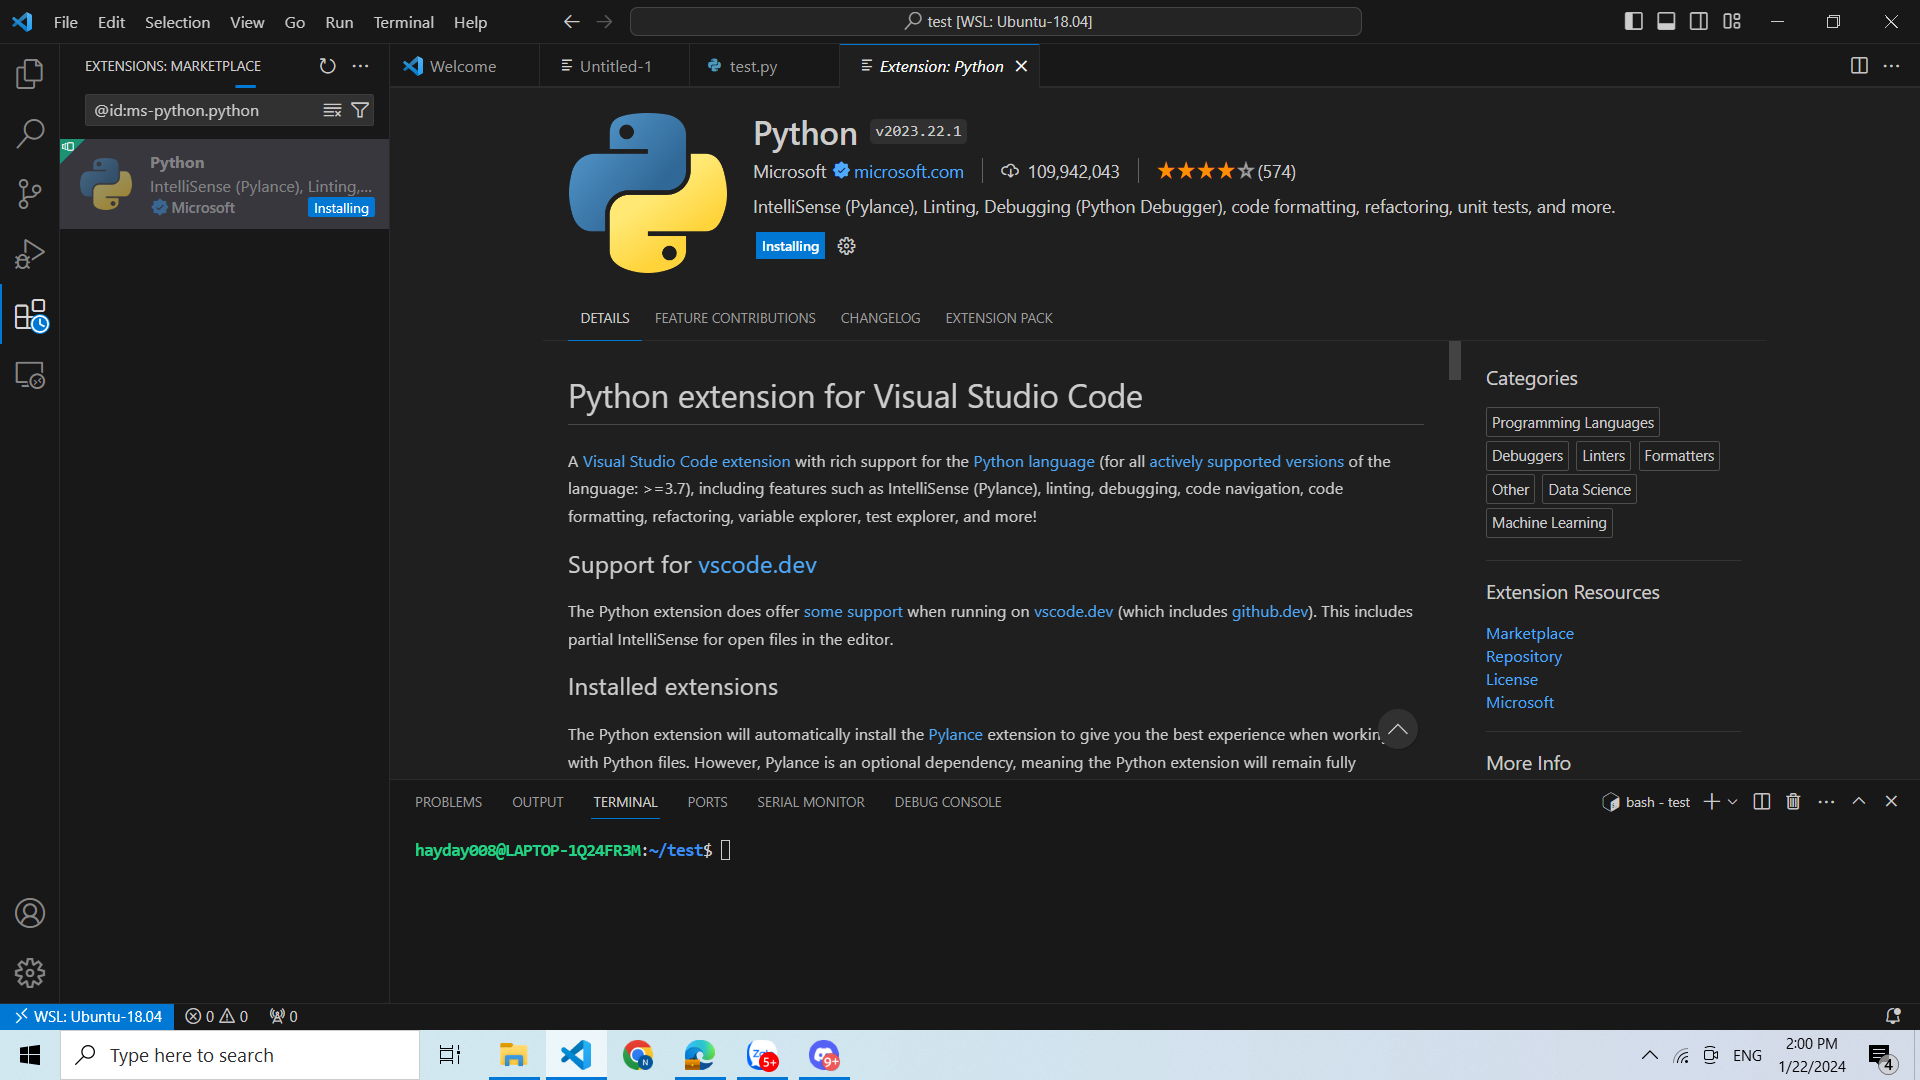 File Edit Selection View Go Run Terminal Help
test [WSL: Ubuntu-18.04]
EXTENSIONS: MARKETPLACE
@id:ms-python.python
Python
IntelliSense (Pylance), Linting,...
Microsoft
Installing
Welcome
Untitled-1
test.py
Extension: Python
Python v2023.22.1
Microsoft microsoft.com 109,942,043 (574)
IntelliSense (Pylance), Linting, Debugging (Python Debugger), code formatting, refactoring, unit tests, and more.
Installing
DETAILS FEATURE CONTRIBUTIONS CHANGELOG EXTENSION PACK
Python extension for Visual Studio Code
A Visual Studio Code extension with rich support for the Python language (for all actively supported versions of the
language: >=3.7), including features such as IntelliSense (Pylance), linting, debugging, code navigation, code
formatting, refactoring, variable explorer, test explorer, and more!
Support for vscode.dev
The Python extension does offer some support when running on vscode.dev (which includes github.dev). This includes
partial IntelliSense for open files in the editor.
Installed extensions
The Python extension will automatically install the Pylance extension to give you the best experience when working
with Python files. However, Pylance is an optional dependency, meaning the Python extension will remain fully
Categories
Programming Languages
Debuggers Linters Formatters
Other Data Science
Machine Learning
Extension Resources
Marketplace
Repository
License
Microsoft
More Info
PROBLEMS OUTPUT TERMINAL PORTS SERIAL MONITOR DEBUG CONSOLE
bash - test
hayday008@LAPTOP-1Q24FR3M:~/test$
WSL: Ubuntu-18.04 0 0 0
Type here to search
N
5+
9+
ENG
2:00 PM
1/22/2024
4